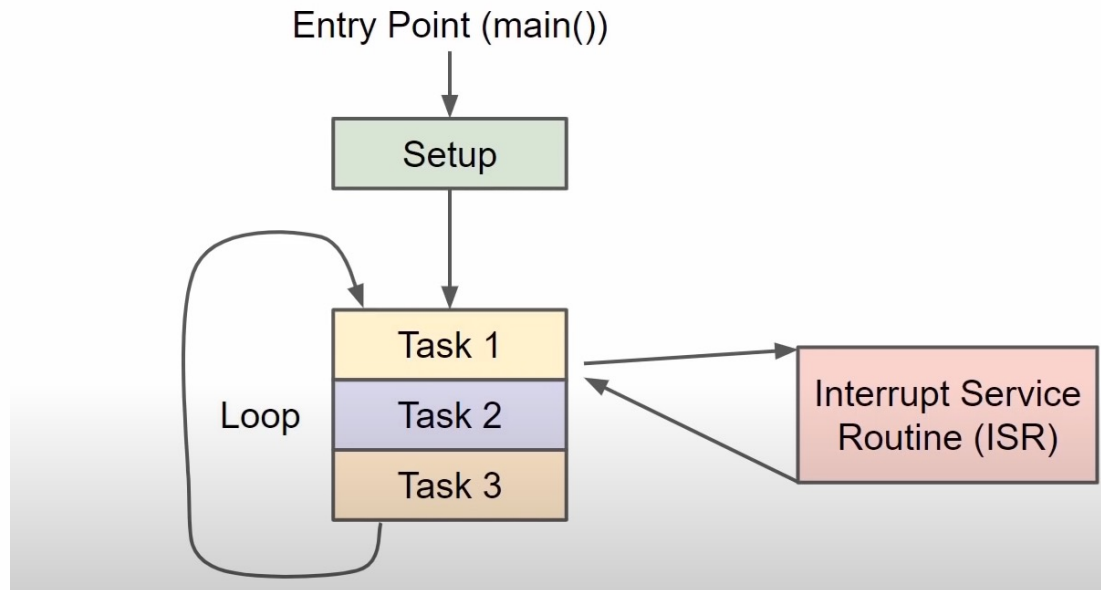 Entry Point (main())
Setup
Task 1
Loop
Task 2
Task 3
Interrupt Service
Routine (ISR)